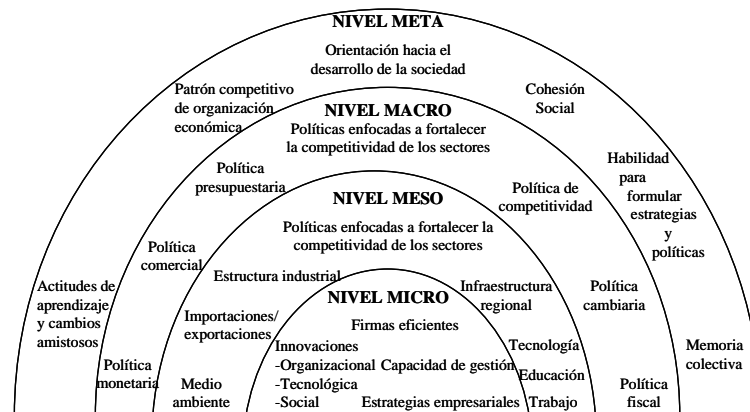 NIVEL META
Orientación hacia el
desarrollo de la sociedad
Patrón competitivo
de organización
económica
Cohesión
Social
Habilidad
para
formular
estrategias
y
políticas
Actitudes de
aprendizaje
y cambios
amistosos
Memoria
colectiva
NIVEL MACRO
Políticas enfocadas a fortalecer
la competitividad de los sectores
Política
presupuestaria
Política de
competitividad
Política
comercial
Política
cambiaria
Política
monetaria
Política
fiscal
NIVEL MESO
Políticas enfocadas a fortalecer la
competitividad de los sectores
Estructura industrial
Infraestructura
regional
Importaciones/
exportaciones
Tecnología
Educación
Medio
ambiente
Trabajo
NIVEL MICRO
Firmas eficientes
Innovaciones
-Organizacional Capacidad de gestión
-Tecnológica
-Social
Estrategias empresariales